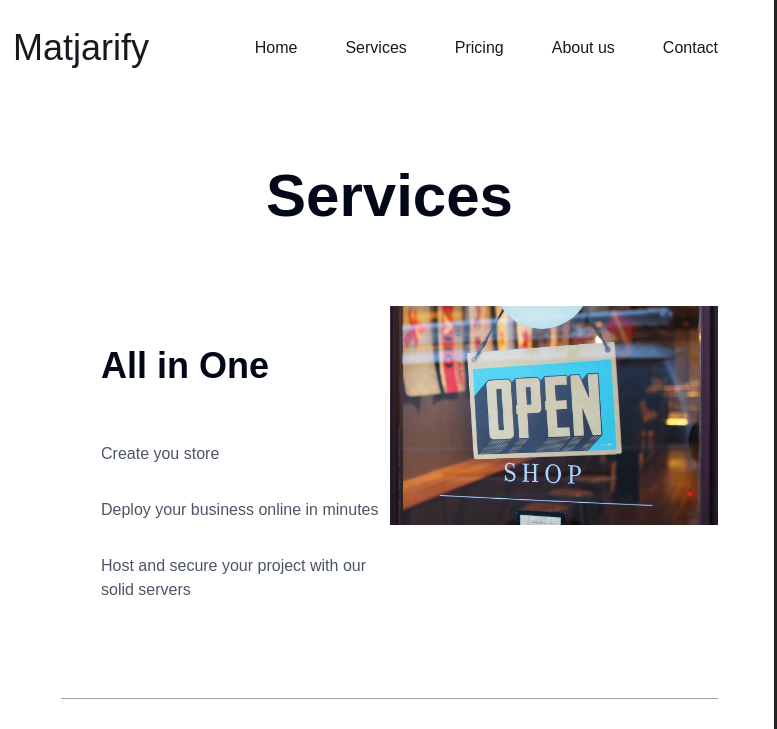 Matjarify
Home Services Pricing About us Contact
Services
All in One
Create you store
Deploy your business online in minutes
Host and secure your project with our
solid servers
OPEN
SHOP